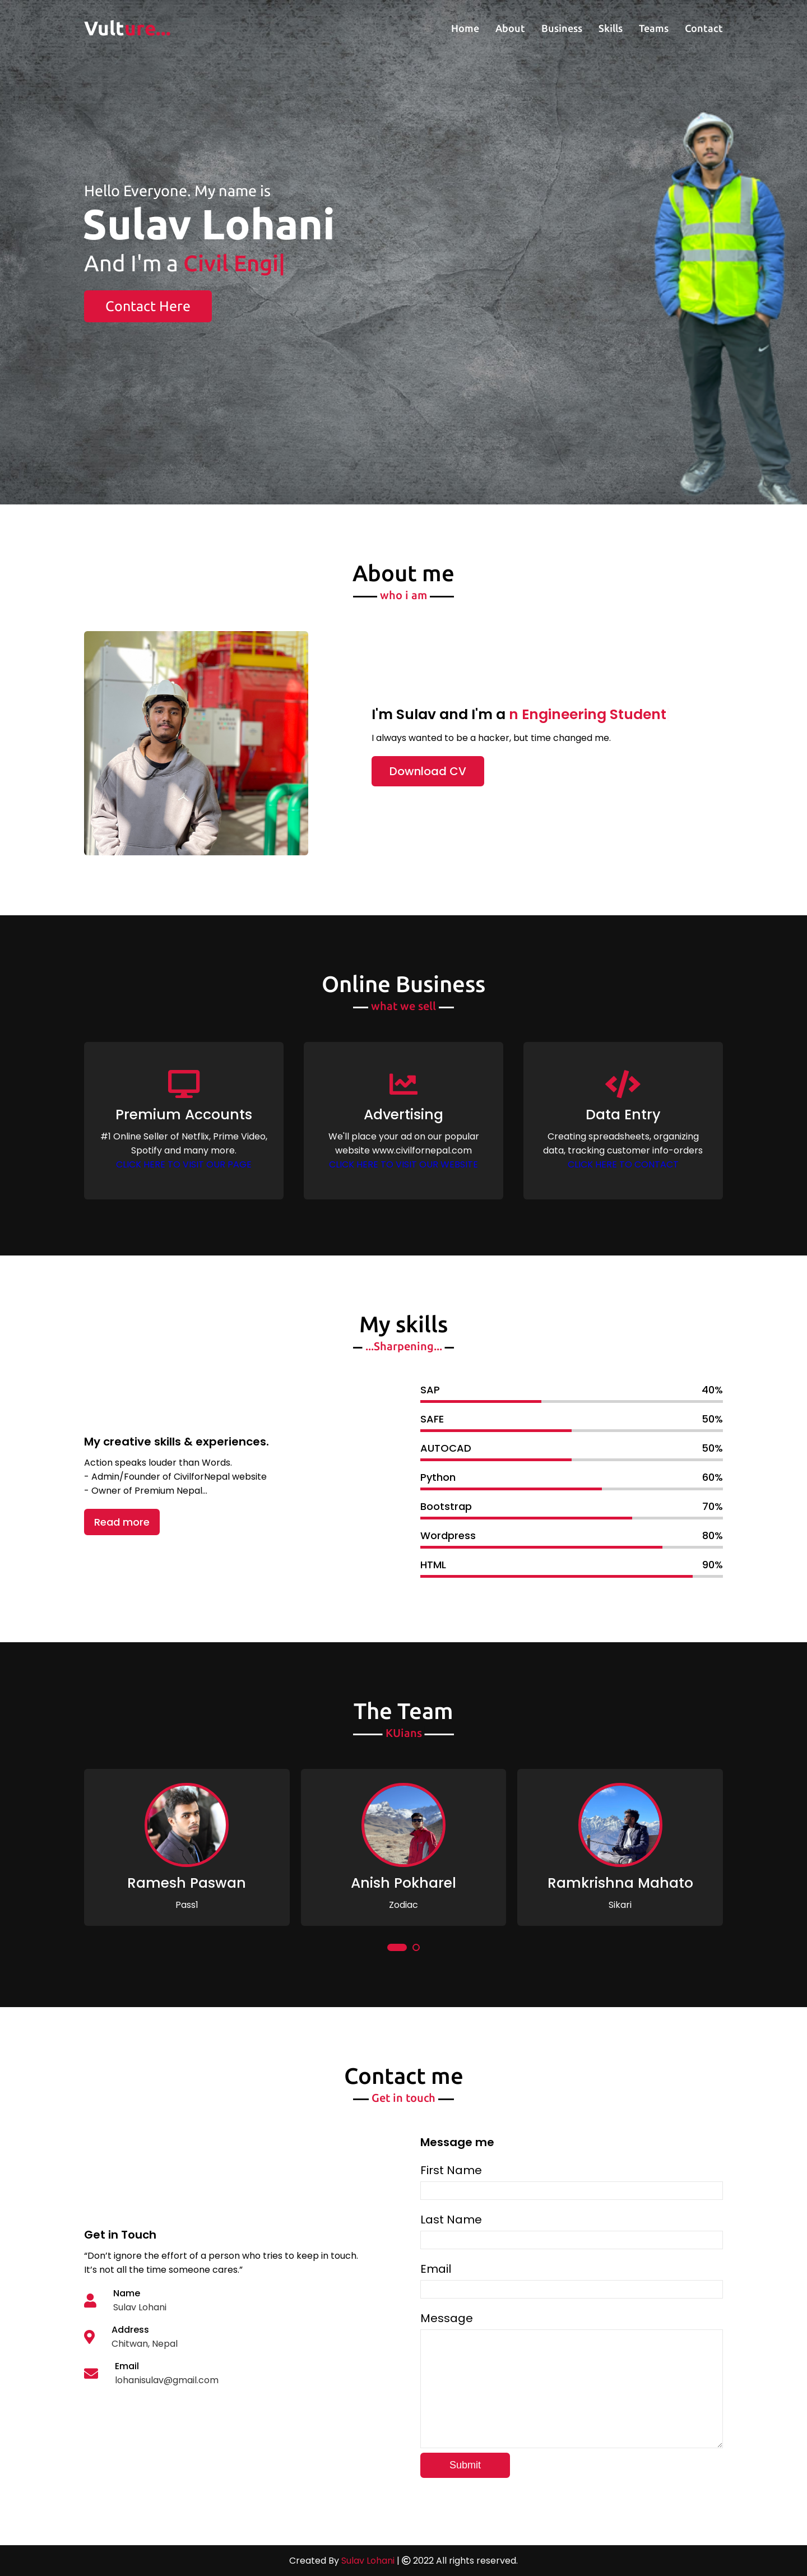 Vulture...
Home About Business Skills Teams Contact
Hello Everyone. My name is
Sulav Lohani
And I'm a Civil Engi|
Contact Here
About me
who i am
I'm Sulav and I'm a n Engineering Student
I always wanted to be a hacker, but time changed me.
Download CV
Online Business
what we sell
Premium Accounts
#1 Online Seller of Netflix, Prime Video,
Spotify and many more.
Advertising
We'll place your ad on our popular
website www.civilfornepal.com
Data Entry
Creating spreadsheets, organizing
data, tracking customer info-orders
My skills
...Sharpening...
My creative skills & experiences.
Action speaks louder than Words.
- Admin/Founder of CivilforNepal website
- Owner of Premium Nepal...
Read more
SAP 40%
SAFE 50%
AUTOCAD 50%
Python 60%
Bootstrap 70%
Wordpress 80%
HTML 90%
The Team
KUians
Ramesh Paswan
Pass1
Anish Pokharel
Zodiac
Ramkrishna Mahato
Sikari
Contact me
Get in touch
Get in Touch
“Don’t ignore the effort of a person who tries to keep in touch.
It’s not all the time someone cares.”
Name
Sulav Lohani
Address
Chitwan, Nepal
Email
lohanisulav@gmail.com
Message me
First Name
Last Name
Email
Message
Submit
Created By Sulav Lohani | © 2022 All rights reserved.